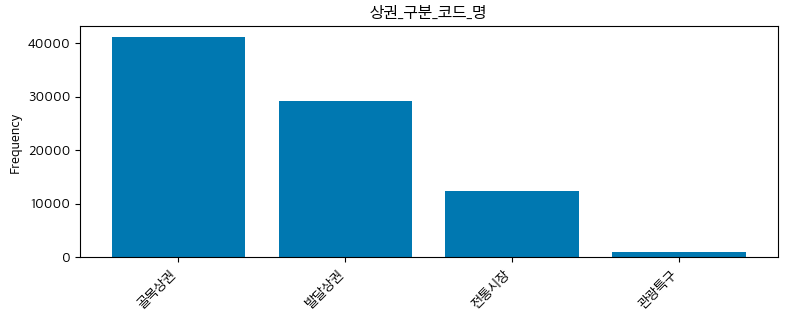 상권_구분_코드_명
Frequency
40000
30000
20000
10000
0
골목상권
발달상권
전통시장
관광특구